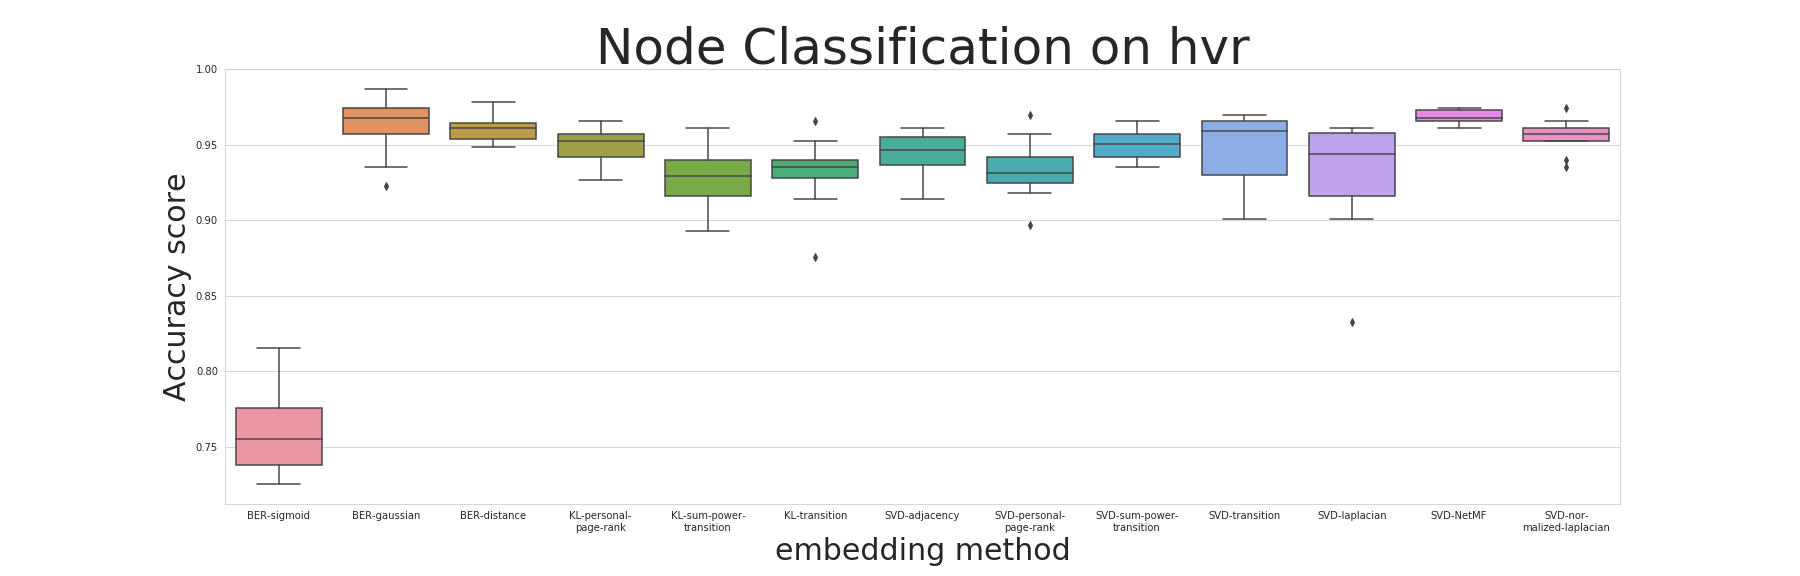 Node Classification on hvr
1.00
0.95
0.90
0.85
0.80
0.75
Accuracy score
BER-sigmoid
BER-gaussian
BER-distance
KL-personal-
page-rank
KL-sum-power-
transition
KL-transition
SVD-adjacency
SVD-personal-
page-rank
SVD-sum-power-
transition
SVD-transition
SVD-laplacian
SVD-NetMF
SVD-nor-
malized-laplacian
embedding method